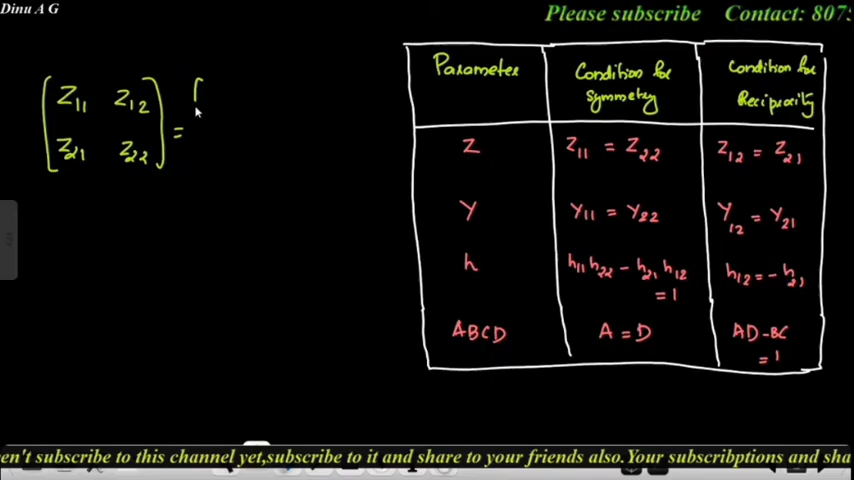 Dinu A G
Please subscribe Contact: 807
Z11 Z12
Z21 Z22
=
Parameter Condition for Symmetry Condition for Reciprocity
Z Z11 = Z22 Z12 = Z21
Y Y11 = Y22 Y12 = Y21
h h11 h22 - h21 h12 = 1 h12 = - h21
ABCD A = D AD - BC = 1
en't subscribe to this channel yet,subscribe to it and share to your friends also.Your subscribptions and sha